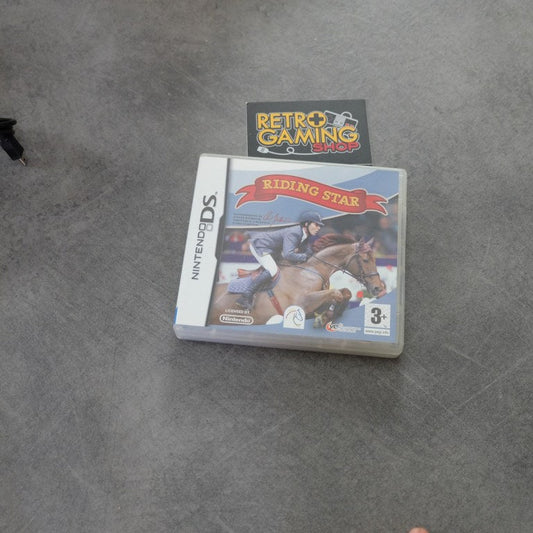 RETRO
GAMING
SHOP
RIDING STAR
NINTENDO DS
LICENSED BY
Nintendo
3+